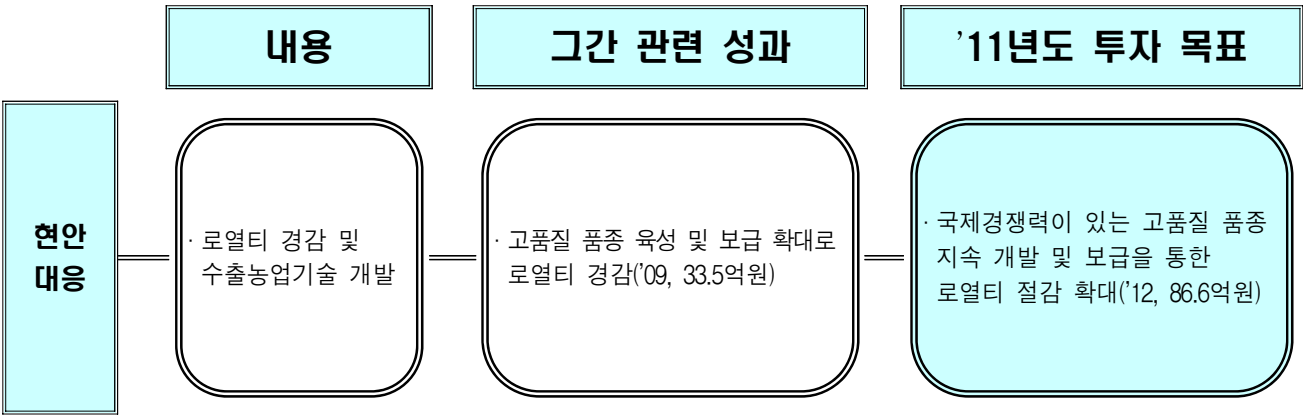 내용
그간 관련 성과
’11년도 투자 목표
현안
대응
· 로열티 경감 및
수출농업기술 개발
· 고품질 품종 육성 및 보급 확대로
로열티 경감(’09, 33.5억원)
· 국제경쟁력이 있는 고품질 품종
지속 개발 및 보급을 통한
로열티 절감 확대(’12, 86.6억원)